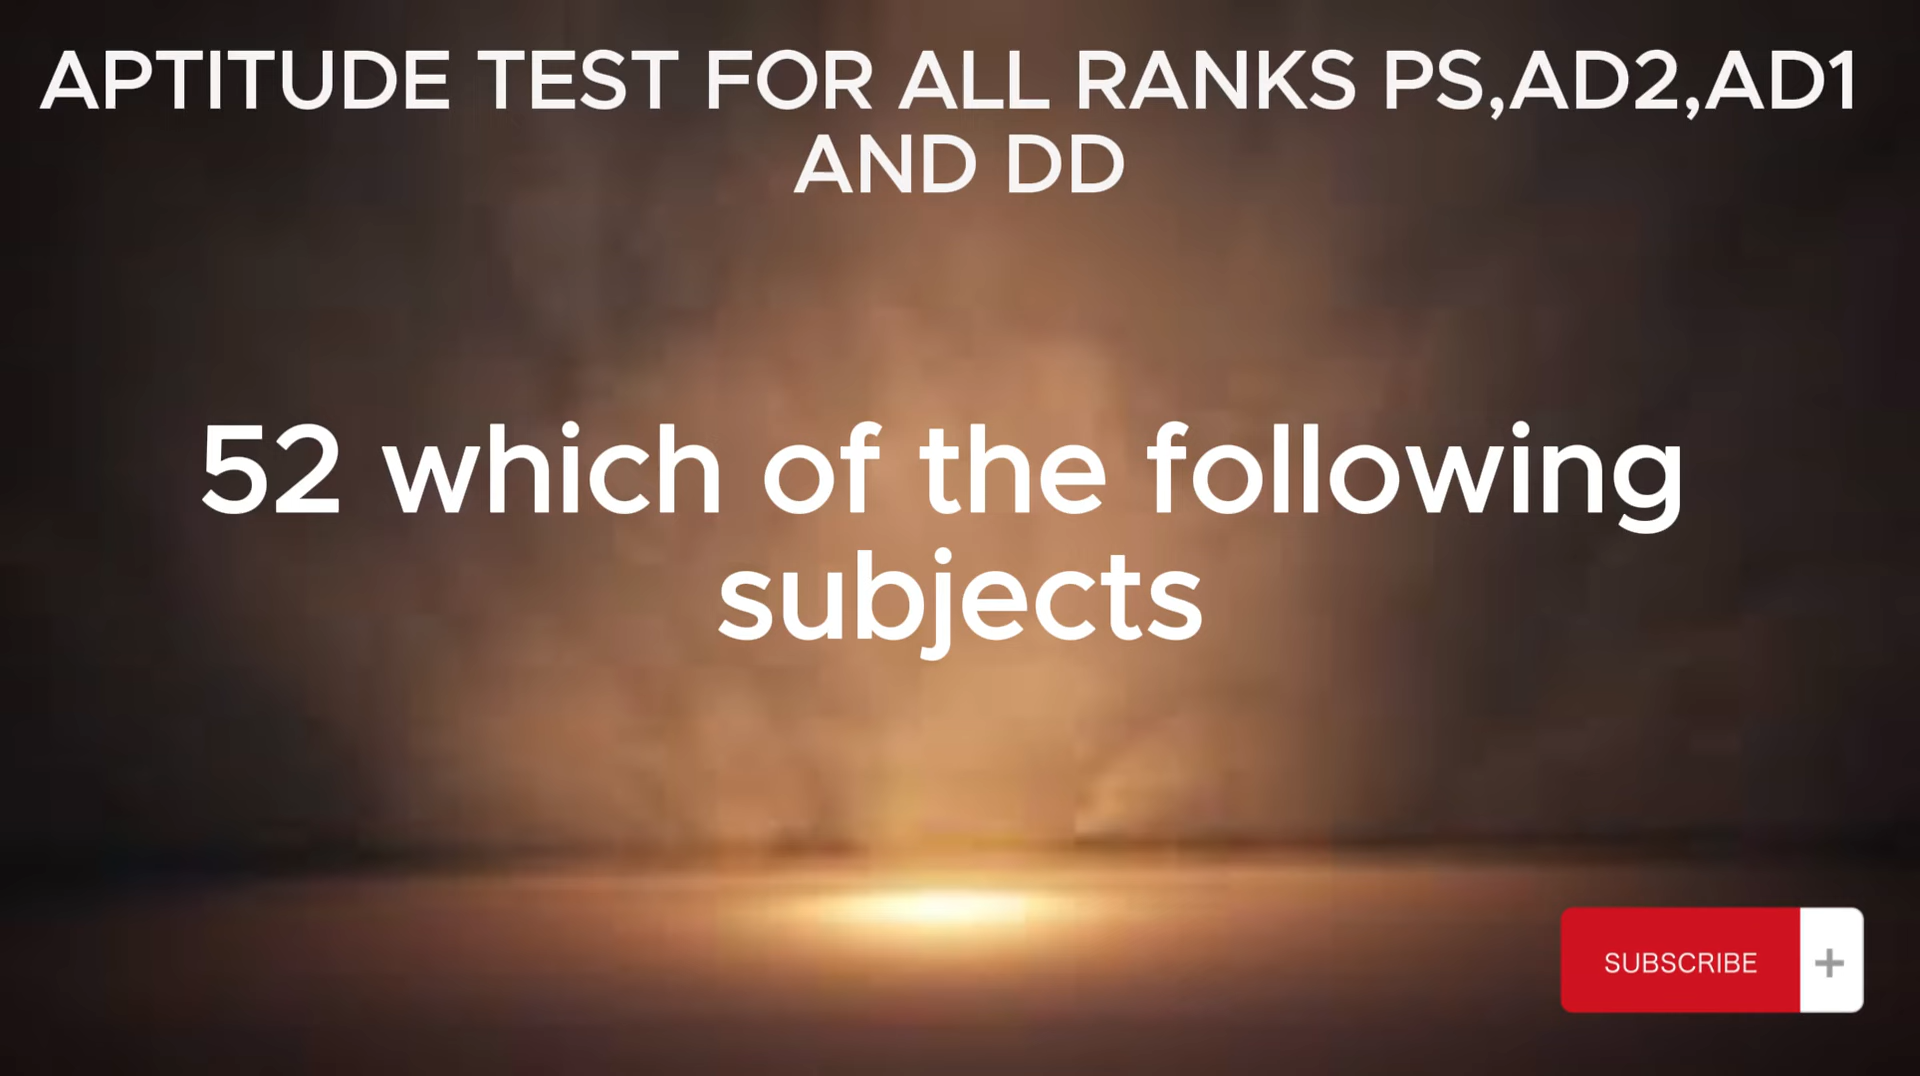 APTITUDE TEST FOR ALL RANKS PS,AD2,AD1
AND DD
52 which of the following
subjects
SUBSCRIBE +